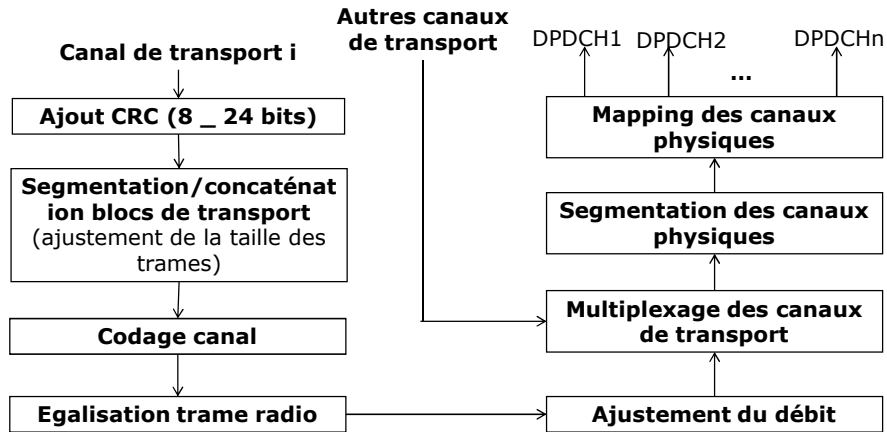 Canal de transport i
Ajout CRC (8 _ 24 bits)
Segmentation/concaténat
ion blocs de transport
(ajustement de la taille des
trames)
Codage canal
Egalisation trame radio
Autres canaux
de transport
DPDCH1 DPDCH2 DPDCHn
...
Mapping des canaux
physiques
Segmentation des canaux
physiques
Multiplexage des canaux
de transport
Ajustement du débit